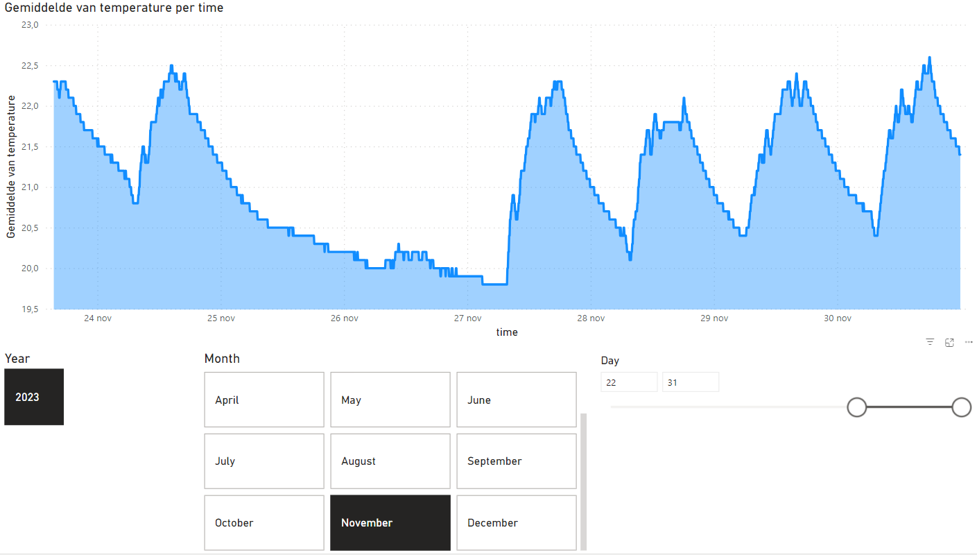 Gemiddelde van temperature per time
23,0
22,5
22,0
21,5
21,0
20,5
20,0
19,5
Gemiddelde van temperature
24 nov 25 nov 26 nov 27 nov 28 nov 29 nov 30 nov
time
Year
2023
Month
April May June
July August September
October November December
Day
22 31